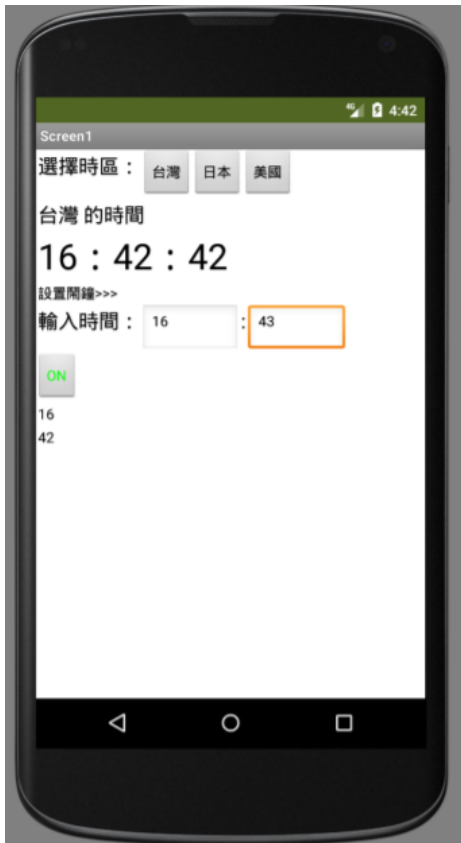 4G 4:42
Screen1
選擇時區： 台灣 日本 美國
台灣 的時間
16：42：42
設置鬧鐘>>>
輸入時間： 16 : 43
ON
16
42